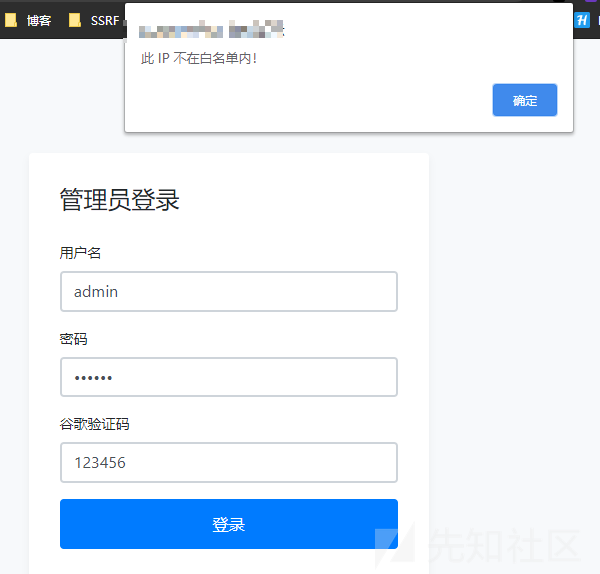 博客
SSRF
此 IP 不在白名单内!
确定
管理员登录
用户名
admin
密码
••••••
谷歌验证码
123456
登录
先知社区